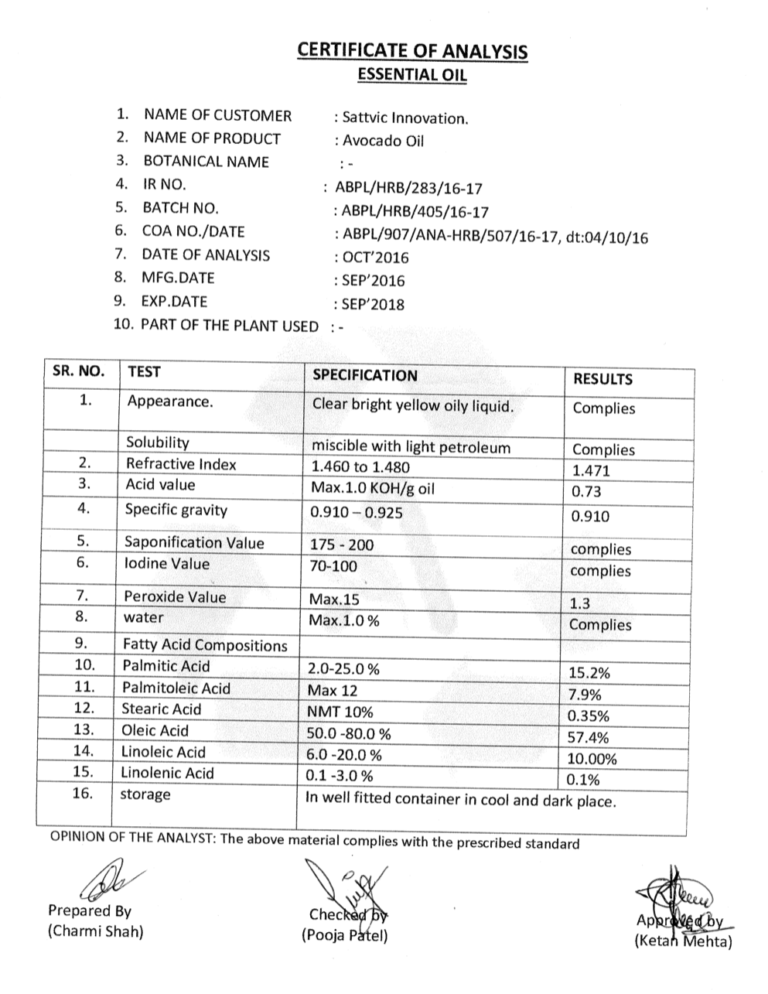 CERTIFICATE OF ANALYSIS
ESSENTIAL OIL
1. NAME OF CUSTOMER : Sattvic Innovation.
2. NAME OF PRODUCT : Avocado Oil
3. BOTANICAL NAME : -
4. IR NO. : ABPL/HRB/283/16-17
5. BATCH NO. : ABPL/HRB/405/16-17
6. COA NO./DATE : ABPL/907/ANA-HRB/507/16-17, dt:04/10/16
7. DATE OF ANALYSIS : OCT'2016
8. MFG.DATE : SEP'2016
9. EXP.DATE : SEP'2018
10. PART OF THE PLANT USED : -
SR. NO. TEST SPECIFICATION RESULTS
1. Appearance. Clear bright yellow oily liquid. Complies
Solubility miscible with light petroleum Complies
2. Refractive Index 1.460 to 1.480 1.471
3. Acid value Max.1.0 KOH/g oil 0.73
4. Specific gravity 0.910 – 0.925 0.910
5. Saponification Value 175 - 200 complies
6. Iodine Value 70-100 complies
7. Peroxide Value Max.15 1.3
8. water Max.1.0 % Complies
9. Fatty Acid Compositions
10. Palmitic Acid 2.0-25.0 % 15.2%
11. Palmitoleic Acid Max 12 7.9%
12. Stearic Acid NMT 10% 0.35%
13. Oleic Acid 50.0 -80.0 % 57.4%
14. Linoleic Acid 6.0 -20.0 % 10.00%
15. Linolenic Acid 0.1 -3.0 % 0.1%
16. storage In well fitted container in cool and dark place.
OPINION OF THE ANALYST: The above material complies with the prescribed standard
Prepared By Checked by Approved by
(Charmi Shah) (Pooja Patel) (Ketan Mehta)